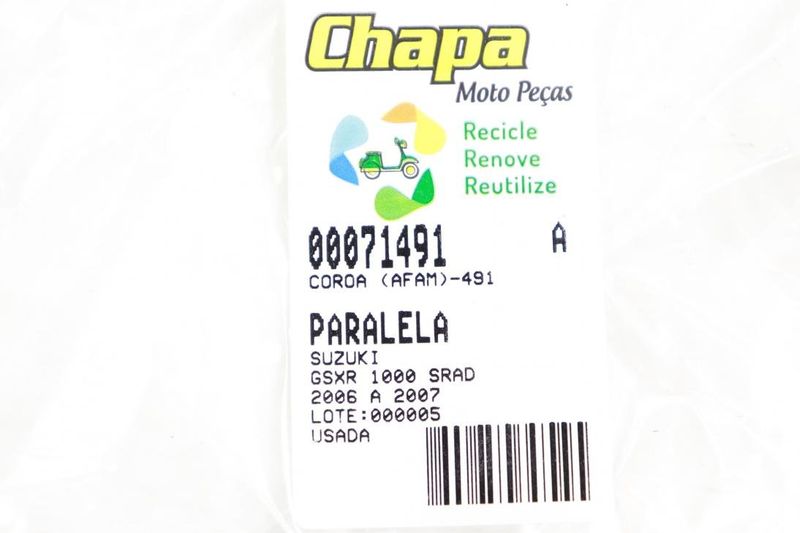 Chapa
Moto Peças
Recicle
Renove
Reutilize
00071491 A
COROA (AFAM)-491
PARALELA
SUZUKI
GSXR 1000 SRAD
2006 A 2007
LOTE:000005
USADA